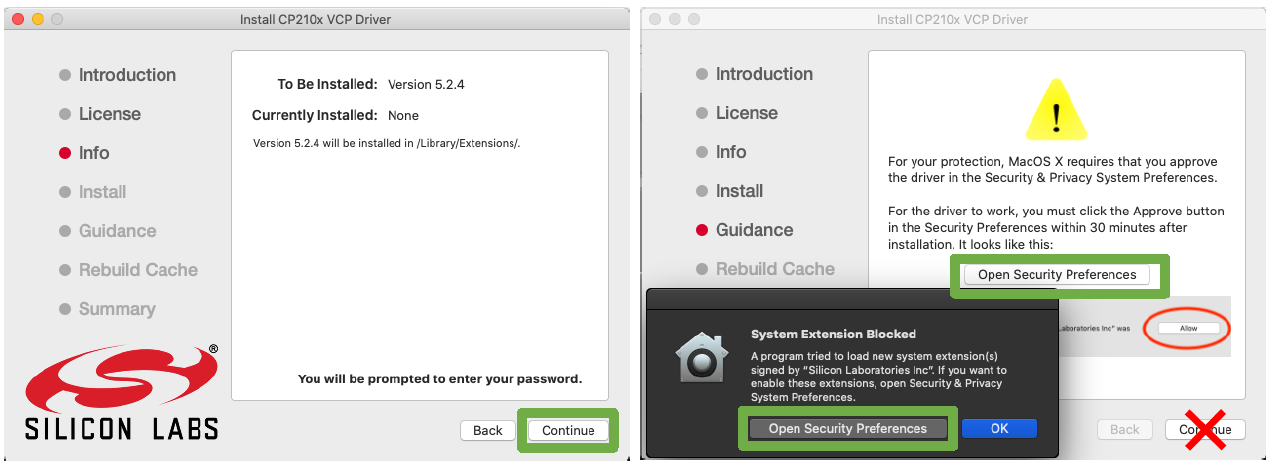 Install CP210x VCP Driver
Introduction
License
Info
Install
Guidance
Rebuild Cache
Summary
To Be Installed: Version 5.2.4
Currently Installed: None
Version 5.2.4 will be installed in /Library/Extensions/.
You will be prompted to enter your password.
®
SILICON LABS
Back
Continue
Install CP210x VCP Driver
Introduction
License
Info
Install
Guidance
Rebuild Cache
!
For your protection, MacOS X requires that you approve
the driver in the Security & Privacy System Preferences.
For the driver to work, you must click the Approve button
in the Security Preferences within 30 minutes after
installation. It looks like this:
Open Security Preferences
Laboratories Inc" was
Allow
System Extension Blocked
A program tried to load new system extension(s)
signed by "Silicon Laboratories Inc". If you want to
enable these extensions, open Security & Privacy
System Preferences.
Open Security Preferences
OK
Back
Continue